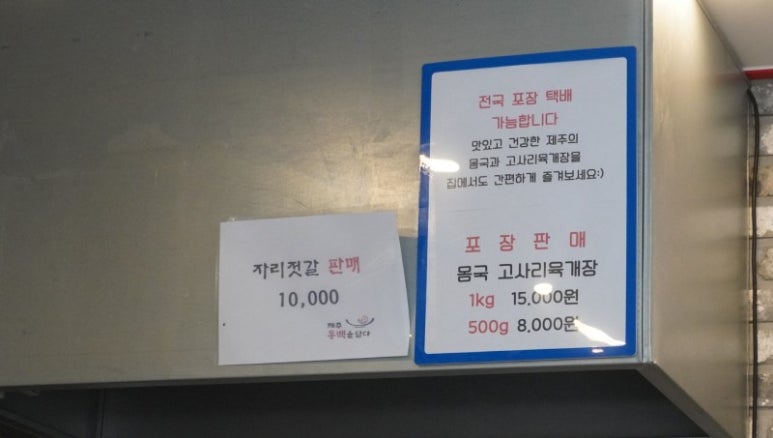 자리젓갈 판매
10,000
제주
동백을담다
전국 포장 택배
가능합니다
맛있고 건강한 제주의
몸국과 고사리육개장을
집에서도 간편하게 즐겨보세요:)
포장판매
몸국 고사리육개장
1kg 15.000원
500g 8.000원